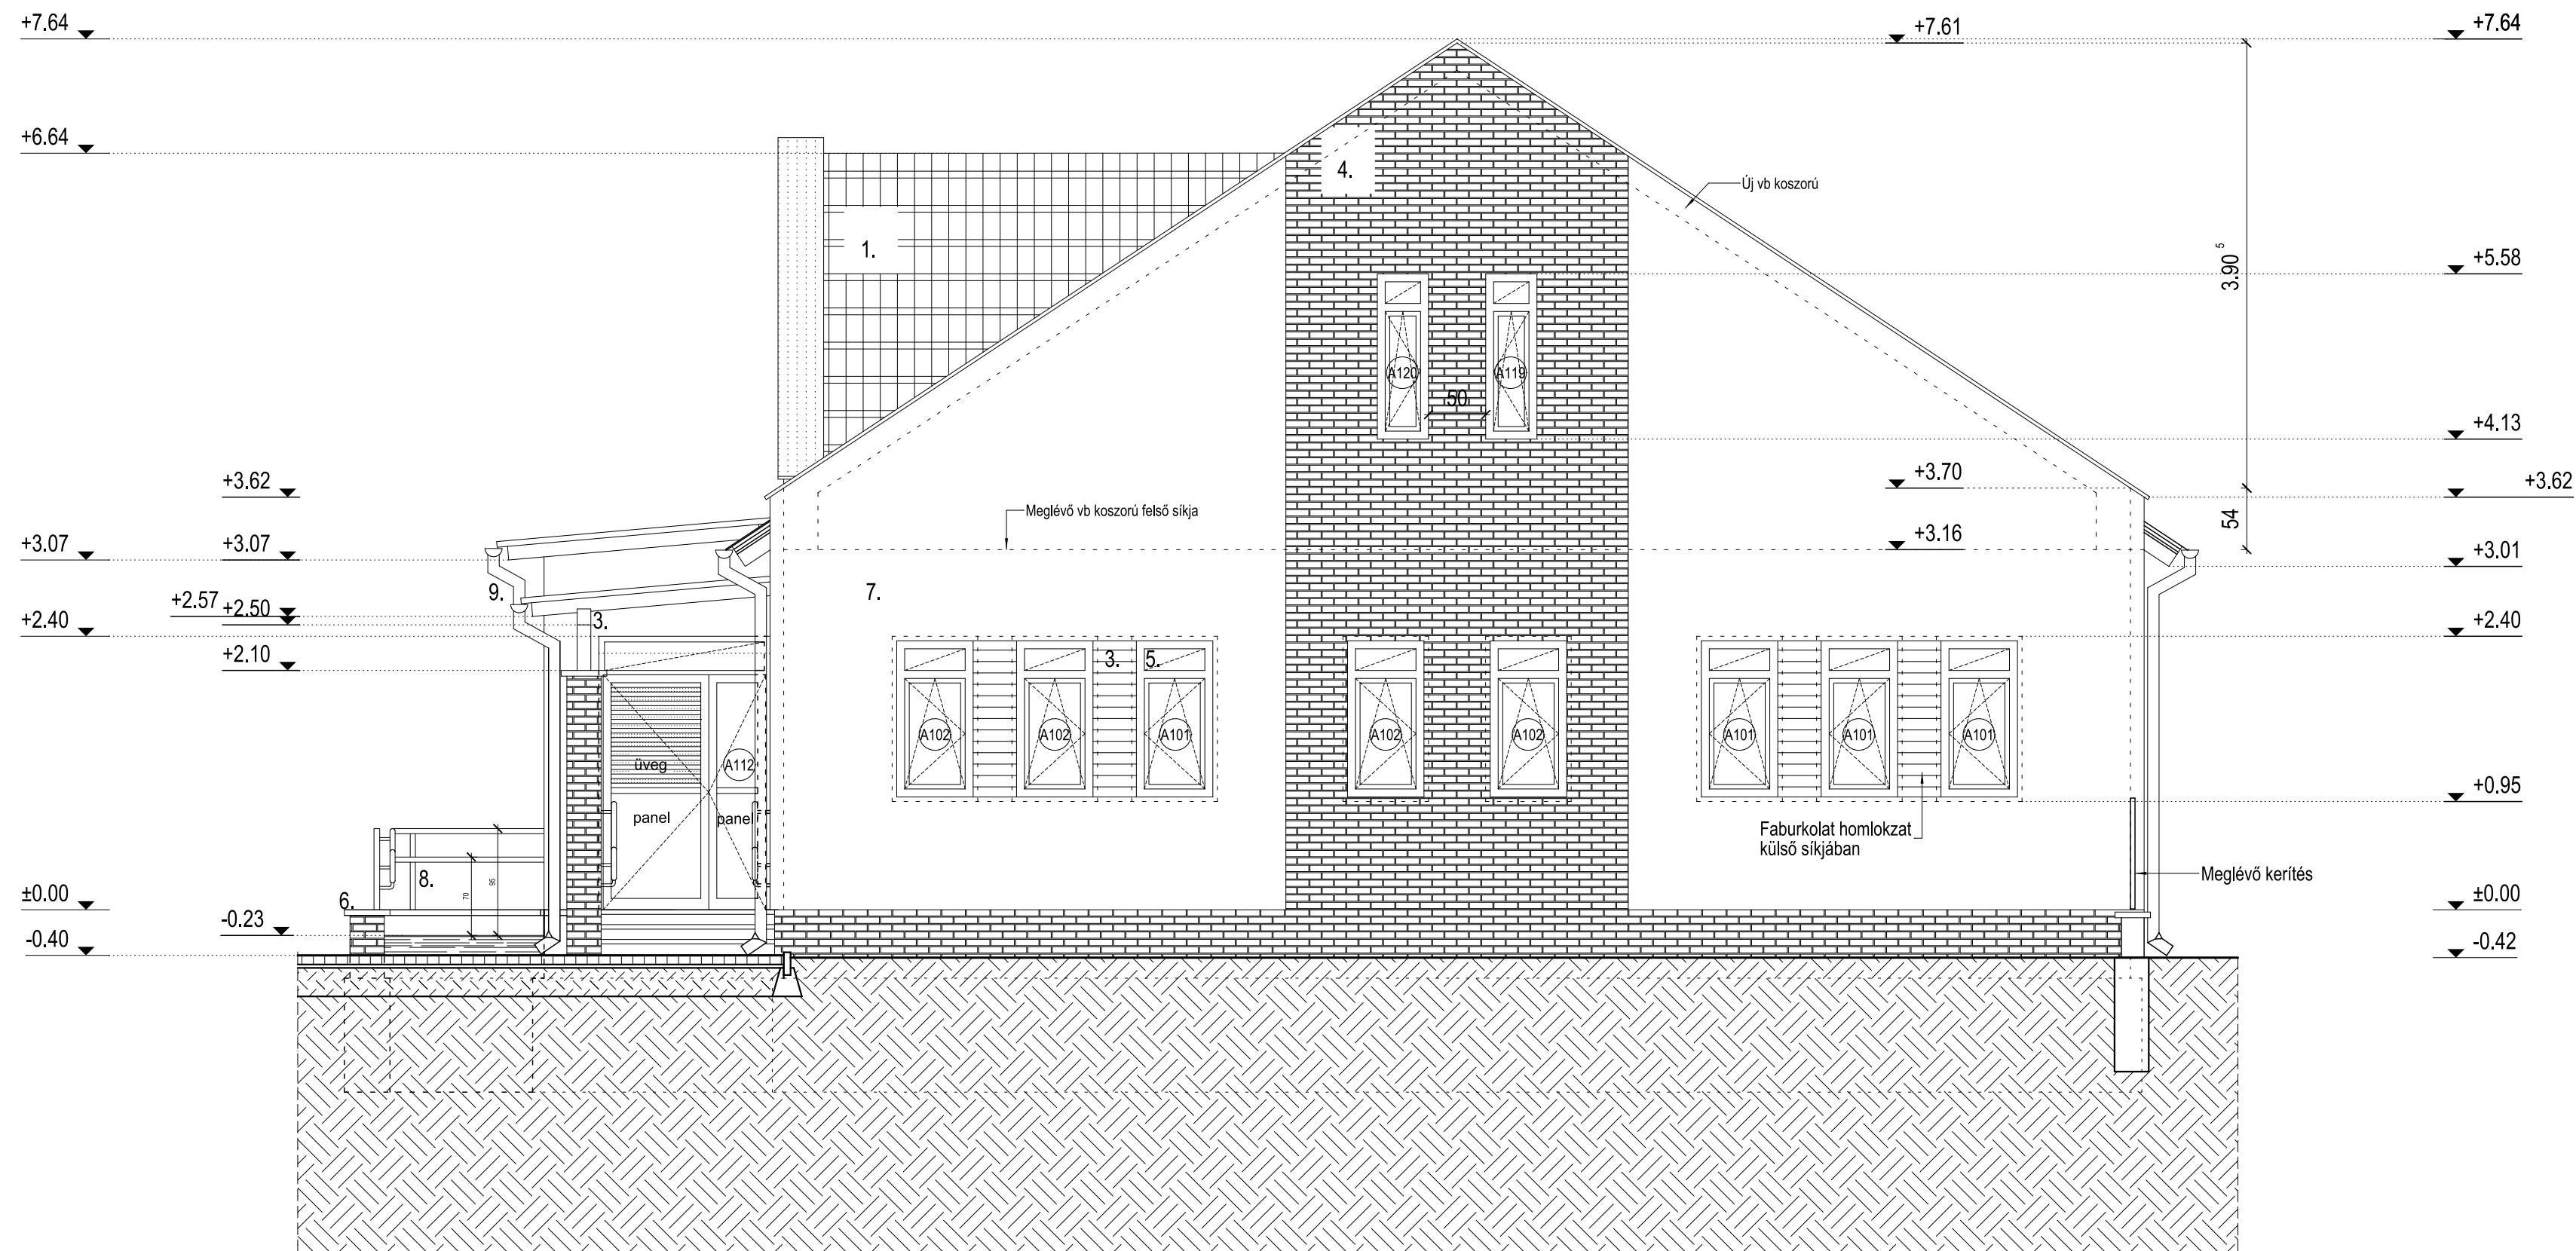 +7.64
+7.61
+7.64
+6.64
4.
Új vb koszorú
1.
3.90 5
+5.58
A120
A119
50
+4.13
+3.70
+3.62
+3.62
Meglévő vb koszorú felső síkja
54
+3.07
+3.07
+3.16
+3.01
9.
7.
+2.57
+2.50
3.
+2.40
+2.40
+2.10
3.
5.
A102
A102
A101
A102
A102
A101
A101
A101
üveg
A112
+0.95
panel
panel
Faburkolat homlokzat
külső síkjában
8.
70
95
Meglévő kerítés
±0.00
6.
±0.00
-0.23
-0.40
-0.42